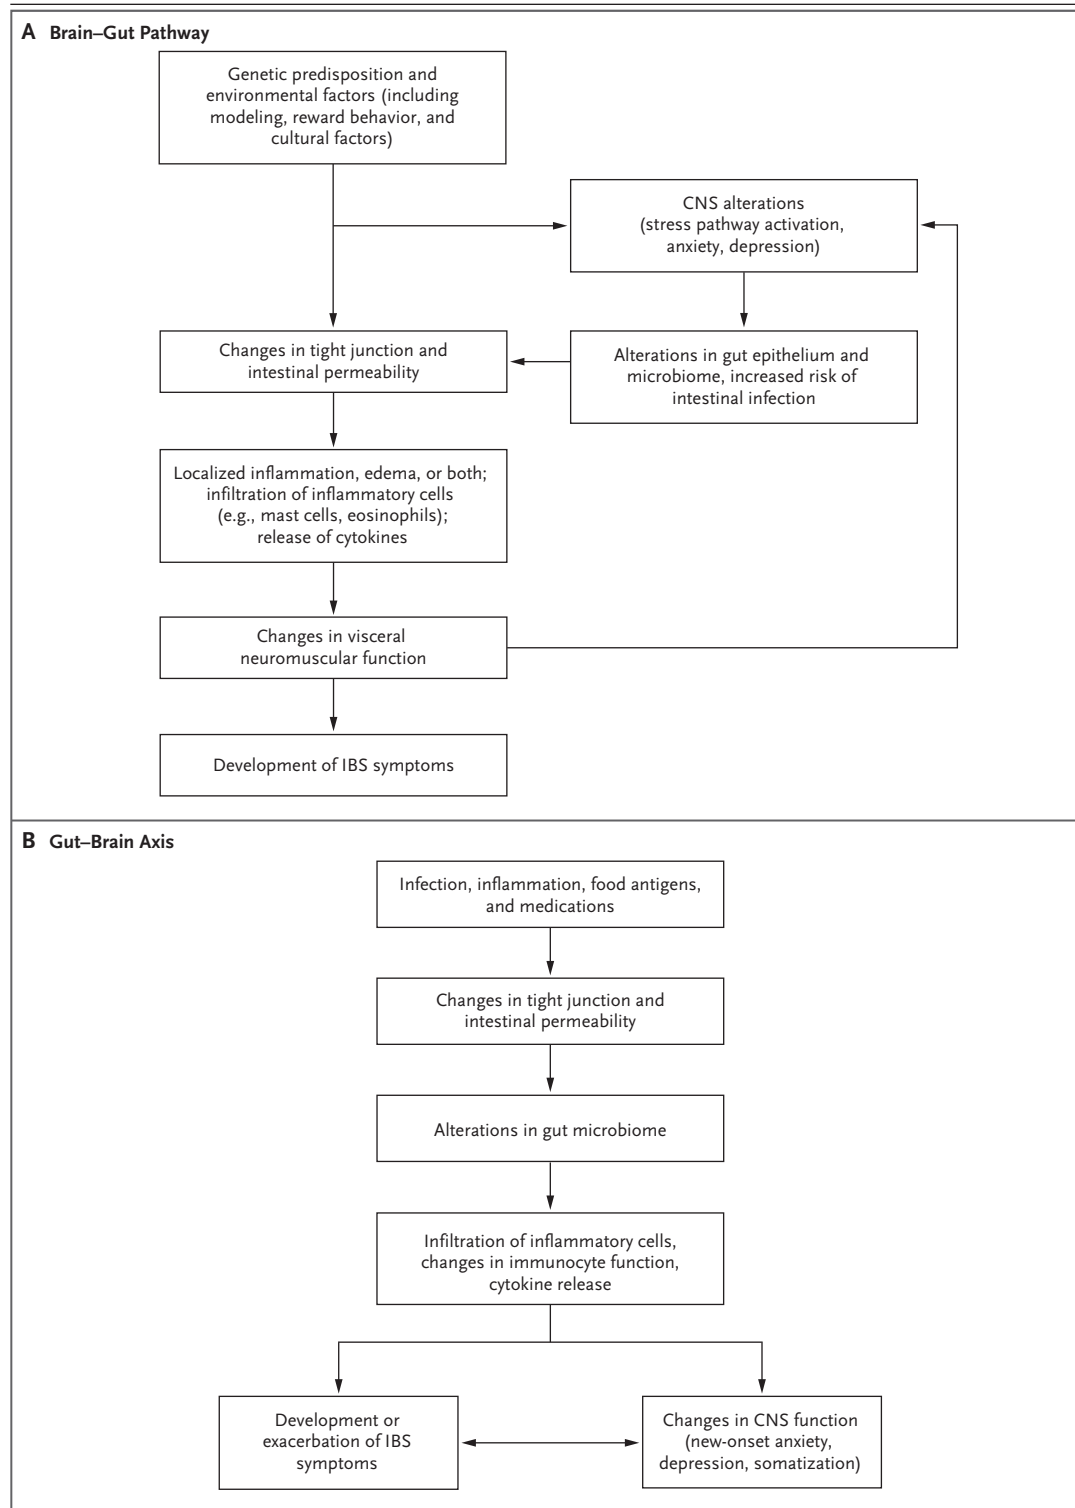 A Brain–Gut Pathway
Genetic predisposition and
environmental factors (including
modeling, reward behavior, and
cultural factors)
CNS alterations
(stress pathway activation,
anxiety, depression)
Changes in tight junction and
intestinal permeability
Alterations in gut epithelium and
microbiome, increased risk of
intestinal infection
Localized inflammation, edema, or both;
infiltration of inflammatory cells
(e.g., mast cells, eosinophils);
release of cytokines
Changes in visceral
neuromuscular function
Development of IBS symptoms
B Gut–Brain Axis
Infection, inflammation, food antigens,
and medications
Changes in tight junction and
intestinal permeability
Alterations in gut microbiome
Infiltration of inflammatory cells,
changes in immunocyte function,
cytokine release
Development or
exacerbation of IBS
symptoms
Changes in CNS function
(new-onset anxiety,
depression, somatization)